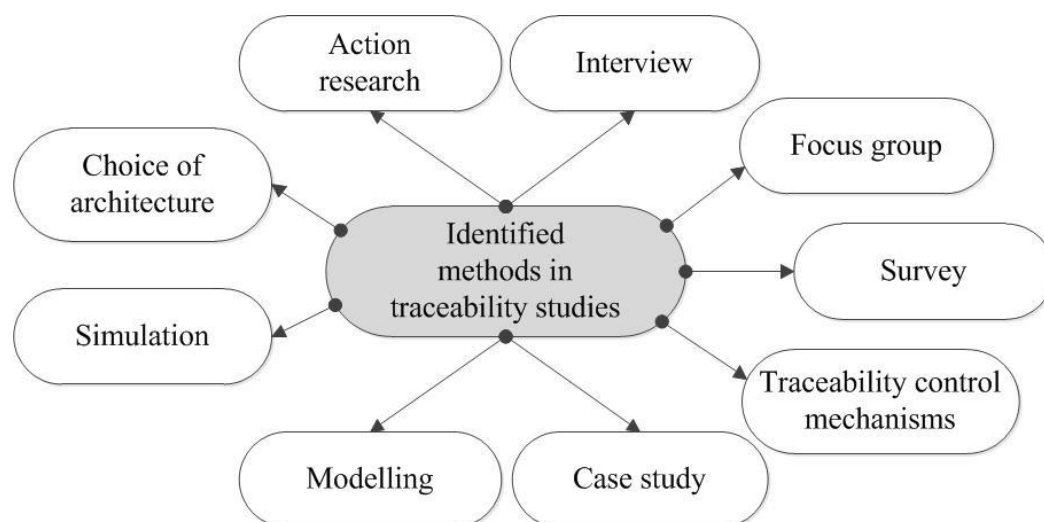 Action
research
Interview
Choice of
architecture
Focus group
Identified
methods in
traceability studies
Survey
Simulation
Traceability control
mechanisms
Modelling
Case study